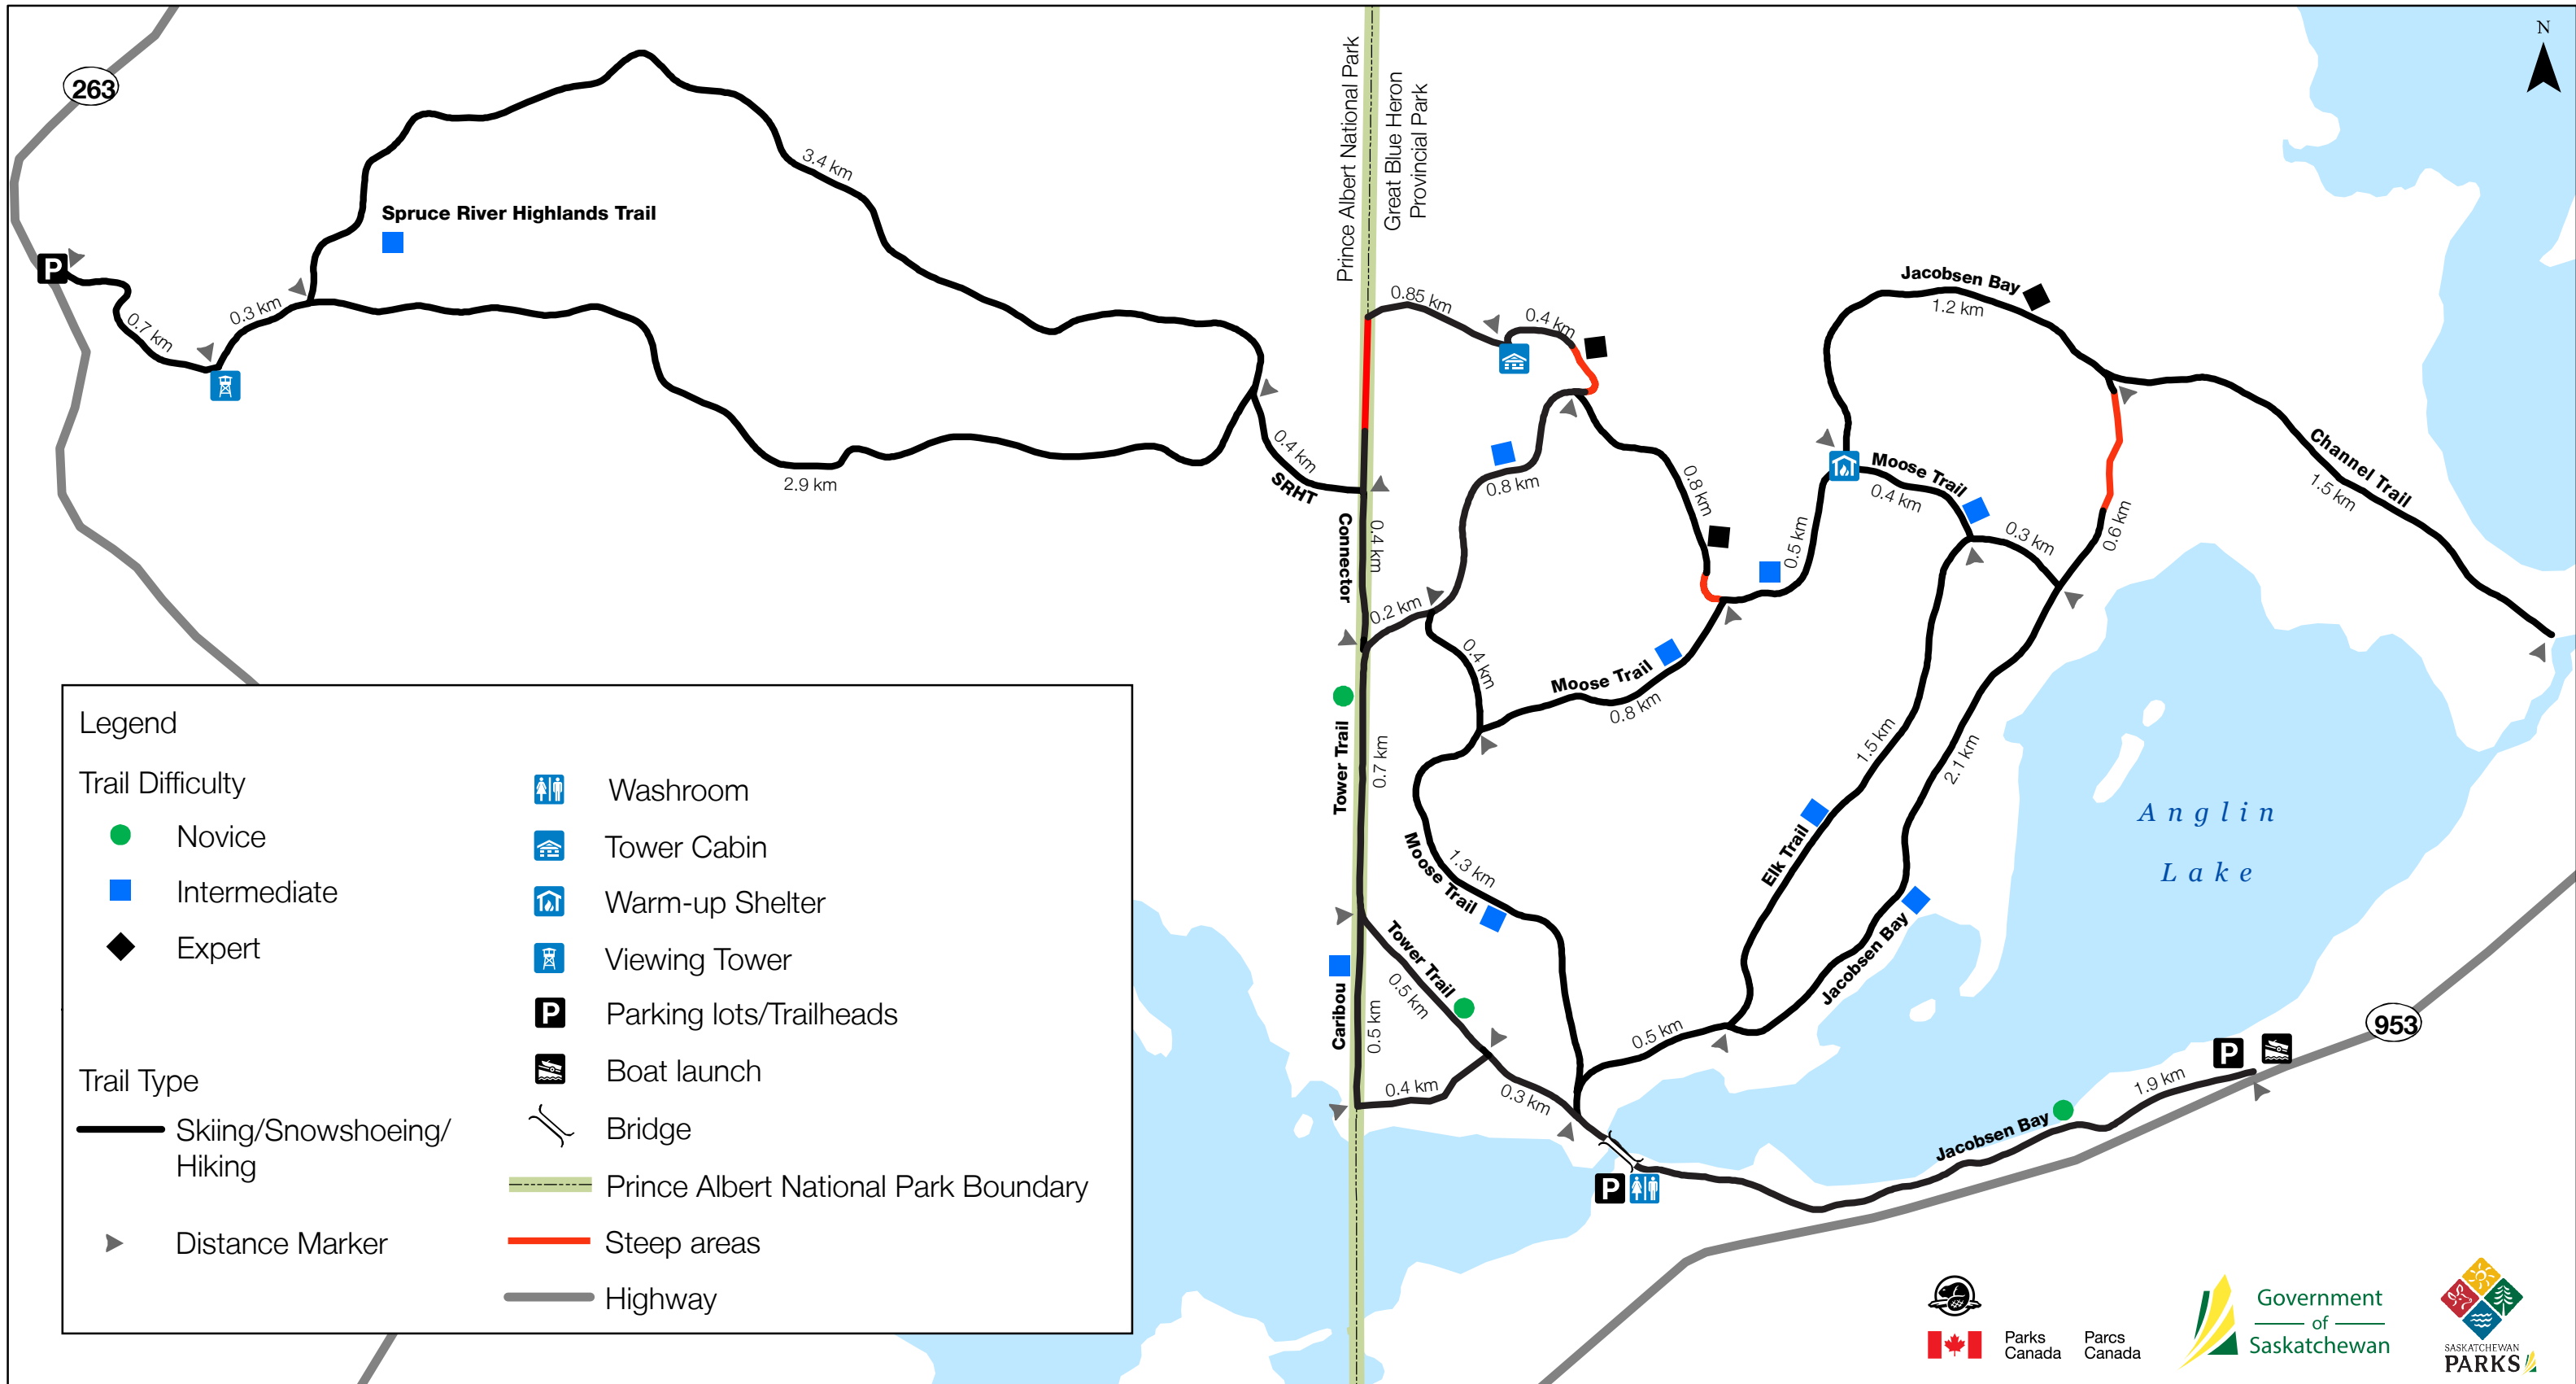 263
P
0.7 km
0.3 km
Spruce River Highlands Trail
3.4 km
2.9 km
0.4 km
SRHT
Prince Albert National Park
Great Blue Heron
Provincial Park
N
0.85 km
0.4 km
0.8 km
0.8 km
Connector
0.4 km
0.2 km
0.4 km
Moose Trail
0.8 km
0.5 km
Jacobsen Bay
1.2 km
Moose Trail
0.4 km
0.3 km
0.6 km
Channel Trail
1.5 km
Tower Trail
0.7 km
Moose Trail
1.3 km
Elk Trail
1.5 km
2.1 km
Jacobsen Bay
Anglin
Lake
Tower Trail
0.5 km
Caribou
0.5 km
0.4 km
0.3 km
0.5 km
953
P
Jacobsen Bay
1.9 km
P
Legend
Trail Difficulty
Novice
Intermediate
Expert
Trail Type
Skiing/Snowshoeing/
Hiking
Distance Marker
Washroom
Tower Cabin
Warm-up Shelter
Viewing Tower
P
Parking lots/Trailheads
Boat launch
Bridge
Prince Albert National Park Boundary
Steep areas
Highway
Parks
Canada
Parcs
Canada
Government
of
Saskatchewan
SASKATCHEWAN
PARKS